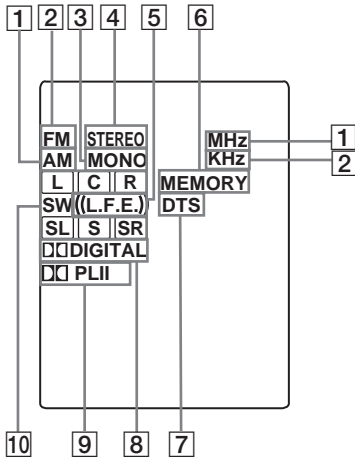 1 2 3 4 5 6
FM STEREO MHz 1
AM MONO KHz 2
L C R MEMORY
SW ((L.F.E.)) DTS
SL S SR
DIGITAL
PLII
10 9 8 7